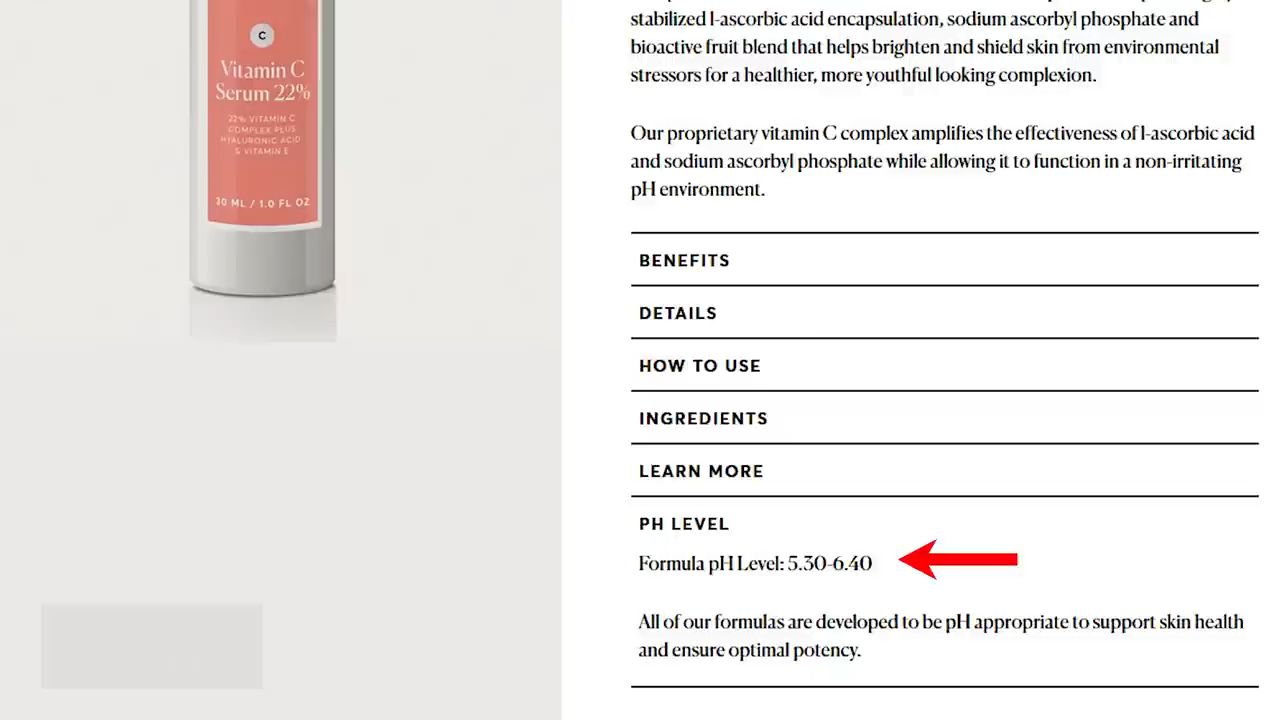 C
Vitamin C
Serum 22%
22% VITAMIN C
COMPLEX PLUS
HYALURONIC ACID
& VITAMIN E
30 ML / 1.0 FL OZ
stabilized l-ascorbic acid encapsulation, sodium ascorbyl phosphate and
bioactive fruit blend that helps brighten and shield skin from environmental
stressors for a healthier, more youthful looking complexion.
Our proprietary vitamin C complex amplifies the effectiveness of l-ascorbic acid
and sodium ascorbyl phosphate while allowing it to function in a non-irritating
pH environment.
BENEFITS
DETAILS
HOW TO USE
INGREDIENTS
LEARN MORE
PH LEVEL
Formula pH Level: 5.30-6.40
All of our formulas are developed to be pH appropriate to support skin health
and ensure optimal potency.